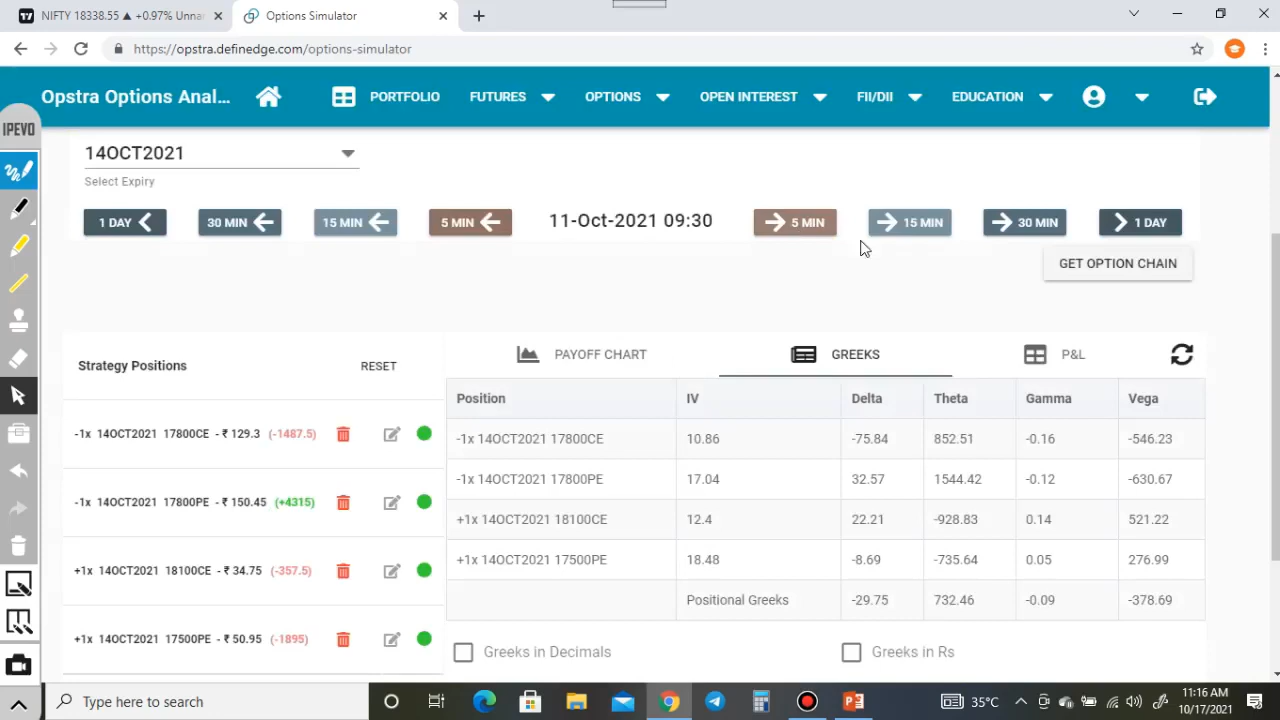 NIFTY 18338.55 ▲ +0.97% Unnar
Options Simulator
https://opstra.definedge.com/options-simulator
Opstra Options Anal...
PORTFOLIO
FUTURES
OPTIONS
OPEN INTEREST
FII/DII
EDUCATION
IPEVO
14OCT2021
Select Expiry
1 DAY
30 MIN
15 MIN
5 MIN
11-Oct-2021 09:30
5 MIN
15 MIN
30 MIN
1 DAY
GET OPTION CHAIN
Strategy Positions RESET
-1x 14OCT2021 17800CE - ₹ 129.3 (-1487.5)
-1x 14OCT2021 17800PE - ₹ 150.45 (+4315)
+1x 14OCT2021 18100CE - ₹ 34.75 (-357.5)
+1x 14OCT2021 17500PE - ₹ 50.95 (-1895)
PAYOFF CHART GREEKS P&L
Position IV Delta Theta Gamma Vega
-1x 14OCT2021 17800CE 10.86 -75.84 852.51 -0.16 -546.23
-1x 14OCT2021 17800PE 17.04 32.57 1544.42 -0.12 -630.67
+1x 14OCT2021 18100CE 12.4 22.21 -928.83 0.14 521.22
+1x 14OCT2021 17500PE 18.48 -8.69 -735.64 0.05 276.99
Positional Greeks -29.75 732.46 -0.09 -378.69
Greeks in Decimals Greeks in Rs
Type here to search
35°C
11:16 AM
10/17/2021